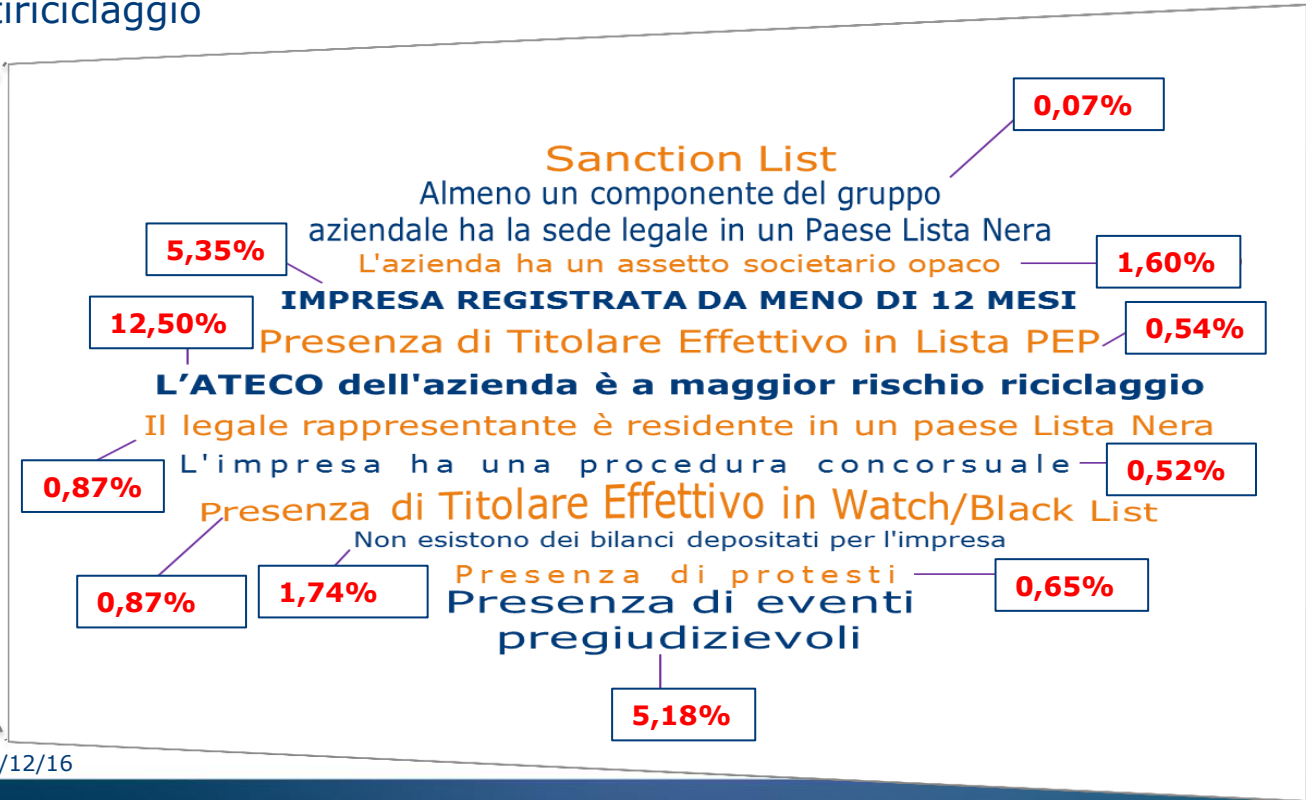 tiriciclaggio
0,07%
Sanction List
Almeno un componente del gruppo
aziendale ha la sede legale in un Paese Lista Nera
5,35%
L'azienda ha un assetto societario opaco
1,60%
IMPRESA REGISTRATA DA MENO DI 12 MESI
12,50%
Presenza di Titolare Effettivo in Lista PEP
0,54%
L’ATECO dell'azienda è a maggior rischio riciclaggio
Il legale rappresentante è residente in un paese Lista Nera
0,87%
L'impresa ha una procedura concorsuale
0,52%
Presenza di Titolare Effettivo in Watch/Black List
Non esistono dei bilanci depositati per l'impresa
0,87%
1,74%
Presenza di protesti
0,65%
Presenza di eventi
pregiudizievoli
5,18%
/12/16